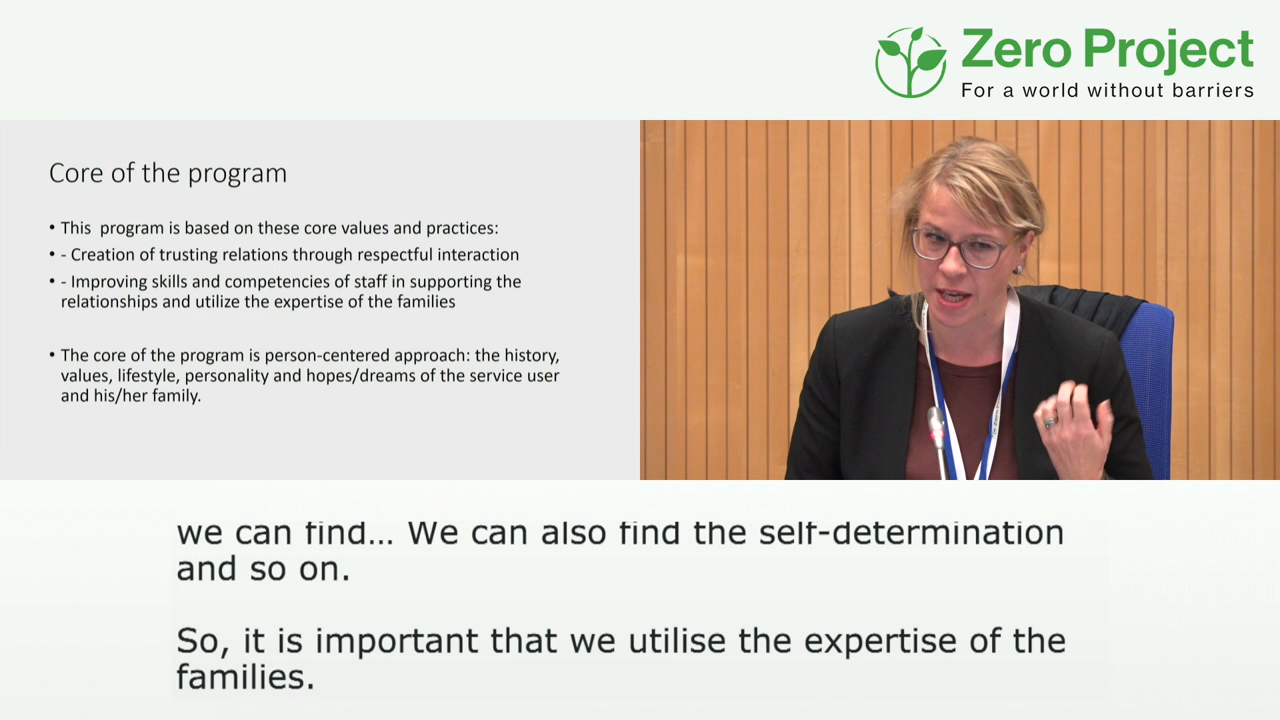 Zero Project
For a world without barriers
Core of the program
• This  program is based on these core values and practices:
• - Creation of trusting relations through respectful interaction
• - Improving skills and competencies of staff in supporting the
relationships and utilize the expertise of the families
• The core of the program is person-centered approach: the history,
values, lifestyle, personality and hopes/dreams of the service user
and his/her family.
we can find... We can also find the self-determination
and so on.
So, it is important that we utilise the expertise of the
families.